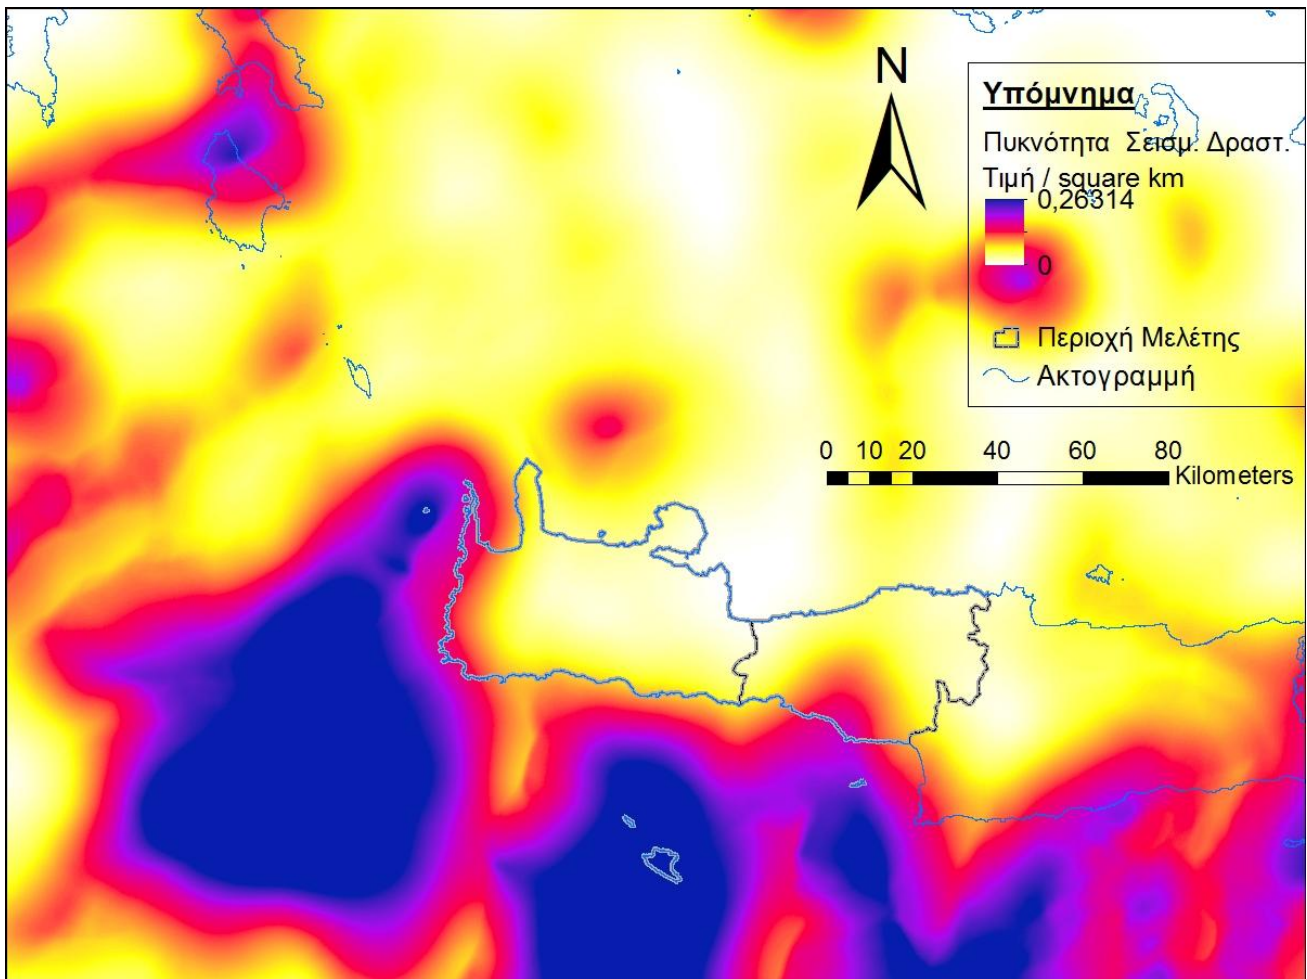 N
Υπόμνημα
Πυκνότητα Σεισμ. Δραστ.
Τιμή / square km
0,26314
0
Περιοχή Μελέτης
Ακτογραμμή
0 10 20 40 60 80
Kilometers